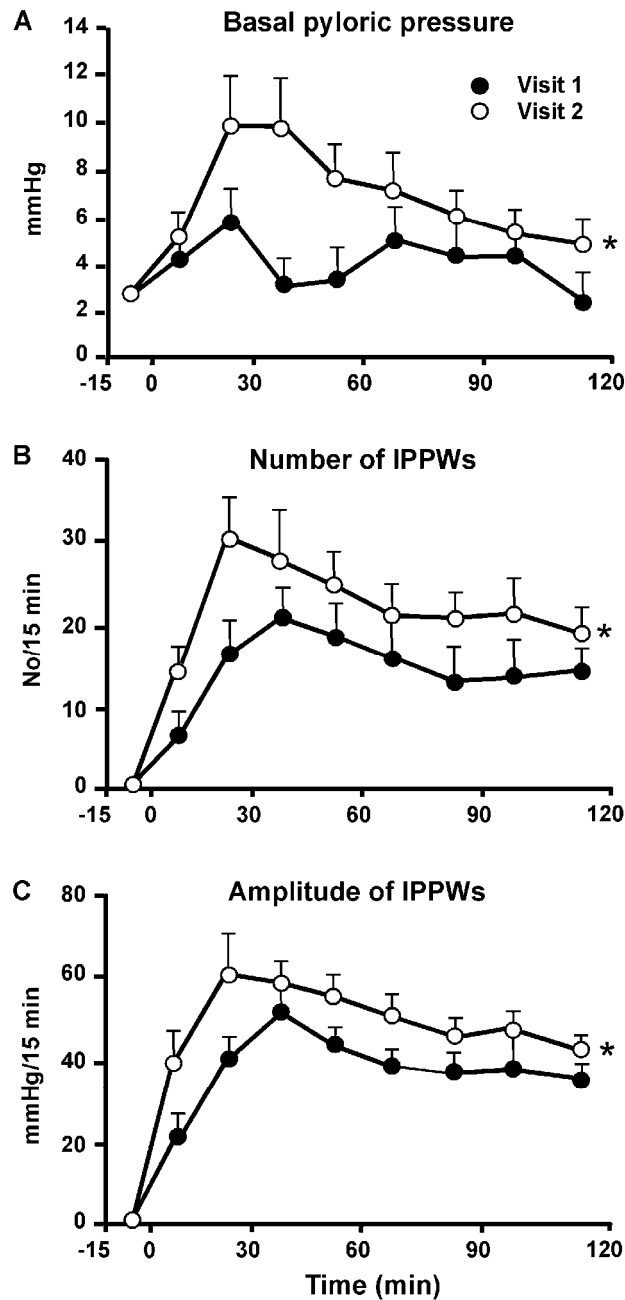 A Basal pyloric pressure
14
12
10
8
6
4
2
0
mmHg
Visit 1
Visit 2
*
-15 0 30 60 90 120
B Number of IPPWs
40
30
20
10
0
No/15 min
*
-15 0 30 60 90 120
C Amplitude of IPPWs
80
60
40
20
0
mmHg/15 min
*
-15 0 30 60 90 120
Time (min)